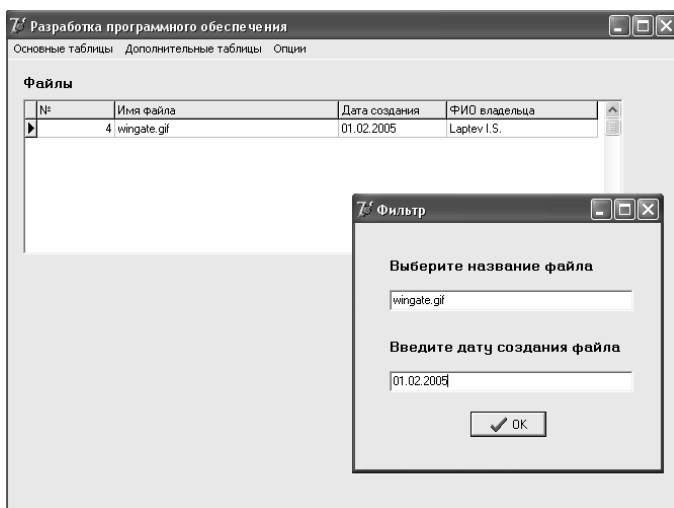 Разработка программного обеспечения
Основные таблицы Дополнительные таблицы Опции
Файлы
№ Имя файла Дата создания ФИО владельца
4 wingate.gif 01.02.2005 Laptev I.S.
Фильтр
Выберите название файла
wingate.gif
Введите дату создания файла
01.02.2005
OK